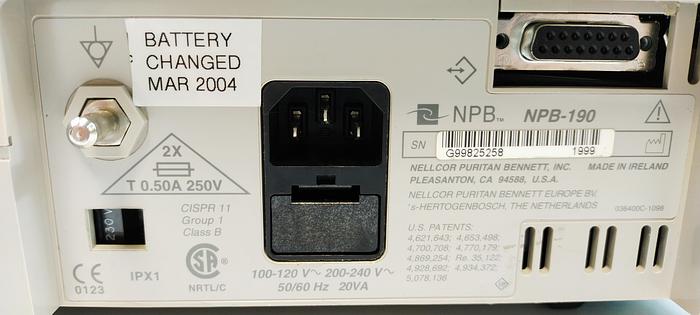 BATTERY
CHANGED
MAR 2004
NPB™ NPB-190
SN G99825258 1999
NELLCOR PURITAN BENNETT, INC. MADE IN IRELAND
PLEASANTON, CA 94588, U.S.A.
NELLCOR PURITAN BENNETT EUROPE BV.
's-HERTOGENBOSCH, THE NETHERLANDS
036400C-1098
2X
T 0.50A 250V
230V
CISPR 11
Group 1
Class B
CE
0123
IPX1
SA ®
NRTL/C
100-120 V~ 200-240 V~
50/60 Hz 20VA
U.S. PATENTS:
4,621,643; 4,653,498;
4,700,708; 4,770,179;
4,869,254; Re. 35,122;
4,928,692; 4,934,372;
5,078,136